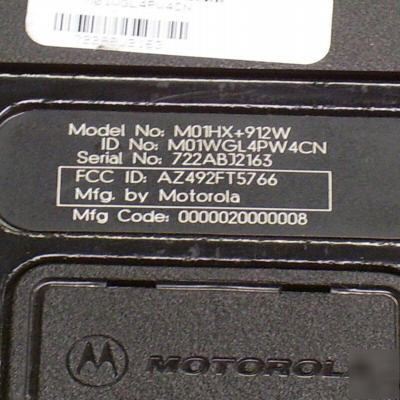 Model No: M01HX+912W
ID No: M01WGL4PW4CN
Serial No: 722ABJ2163
FCC ID: AZ492FT5766
Mfg. by Motorola
Mfg Code: 0000020000008
MOTOROLA